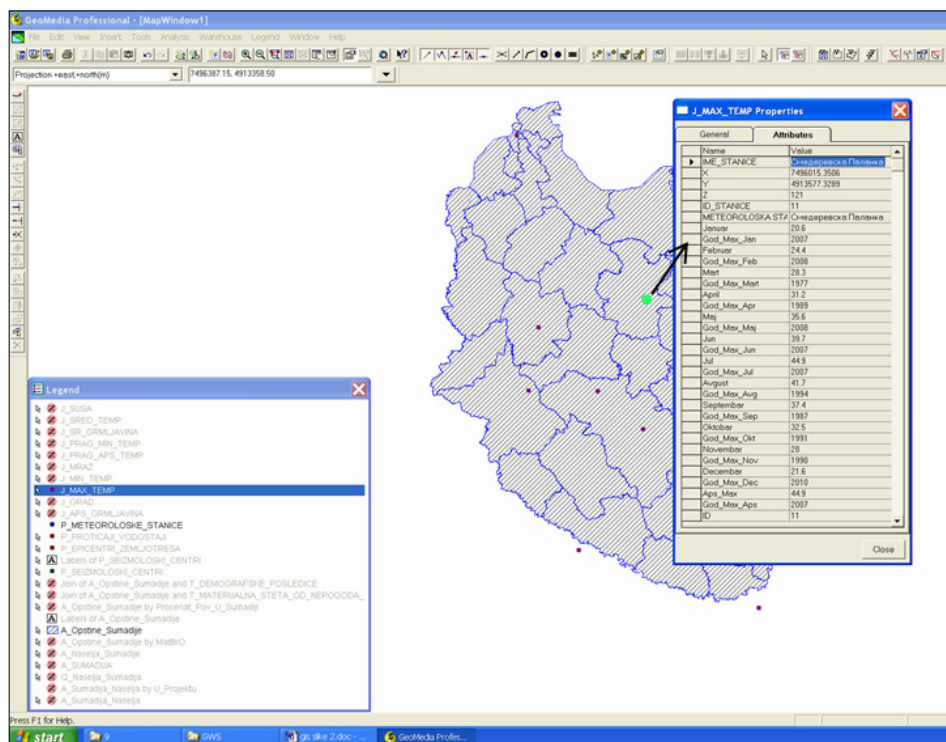 GeoMedia Professional - [MapWindow1]
File Edit View Insert Tools Analysis Warehouse Legend Window Help
Projection +east,+north(m) 7496387.15, 4913358.50
J_MAX_TEMP Properties
General Attributes
Name Value
IME_STANICE Смедеревска Паланка
X 7496015.3506
Y 4913577.3289
Z 121
ID_STANICE 11
METEOROLOŠKA STA Смедеревска Паланка
Januar 20.6
God_Max_Jan 2007
Februar 24.4
God_Max_Feb 2008
Mart 28.3
God_Max_Mart 1977
April 31.2
God_Max_Apr 1989
Maj 35.6
God_Max_Maj 2008
Jun 39.7
God_Max_Jun 2007
Jul 44.9
God_Max_Jul 2007
Avgust 41.7
God_Max_Avg 1994
Septembar 37.4
God_Max_Sep 1987
Oktobar 32.5
God_Max_Okt 1991
Novembar 28
God_Max_Nov 1990
Decembar 21.6
God_Max_Dec 2010
Aps_Max 44.9
God_Max_Aps 2007
ID 11
Close
Legend
J_SUSA
J_SRED_TEMP
J_SR_GRMLJAVINA
J_PRAG_MIN_TEMP
J_PRAG_APS_TEMP
J_MRAZ
J_MIN_TEMP
J_MAX_TEMP
J_GRAD
J_APS_GRMLJAVINA
P_METEOROLOSKE_STANICE
P_PROTICAJI_VODOSTAJI
P_EPICENTRI_ZEMLJOTRESA
A Labels of P_SEIZMOLOSKI_CENTRI
P_SEIZMOLOSKI_CENTRI
Join of A_Opstine_Sumadije and T_DEMOGRAFSKE_POSLEDICE
Join of A_Opstine_Sumadije and T_MATERIJALNA_STETA_OD_NEPOGODA_
A_Opstine_Sumadije by Procenat_Pov_U_Sumadiji
A Labels of A_Opstine_Sumadije
A_Opstine_Sumadije
A_Opstine_Sumadije by MatBrO
A_Naselja_Sumadije
A_SUMADIJA
Q_Naselja_Sumadija
A_Sumadija_Naselja by U_Projektu
A_Sumadija_Naselja
Press F1 for Help.
start 9 GWS gis slike 2.doc - ... GeoMedia Profes...